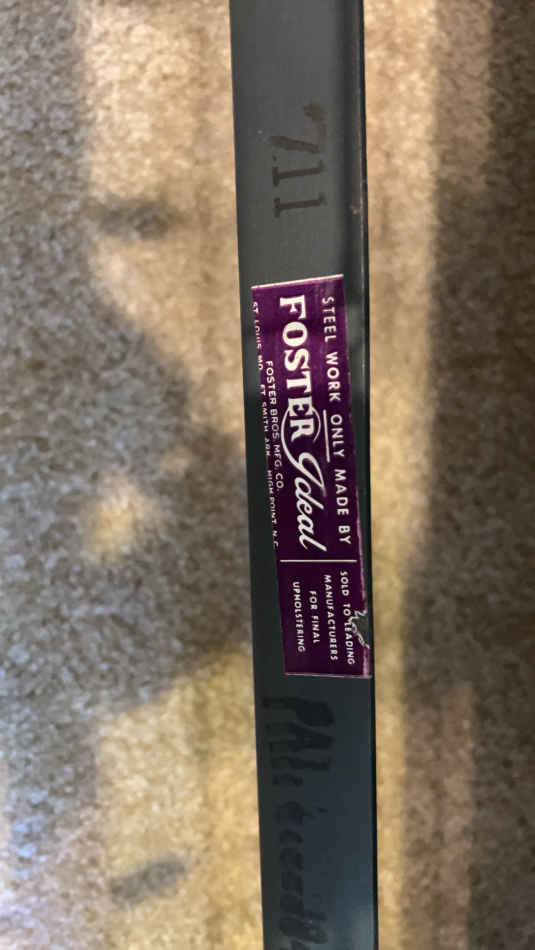 711
STEEL WORK ONLY MADE BY
FOSTER Ideal
FOSTER BROS. MFG. CO.
ST. LOUIS, MO. FT. SMITH, ARK. HIGH POINT, N.C.
SOLD TO LEADING
MANUFACTURERS
FOR FINAL
UPHOLSTERING